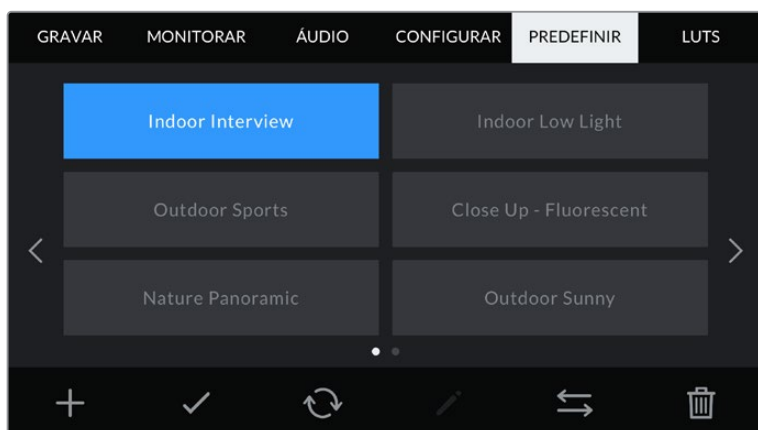 GRAVAR MONITORAR ÁUDIO CONFIGURAR PREDEFINIR LUTS
Indoor Interview Indoor Low Light
Outdoor Sports Close Up - Fluorescent
Nature Panoramic Outdoor Sunny